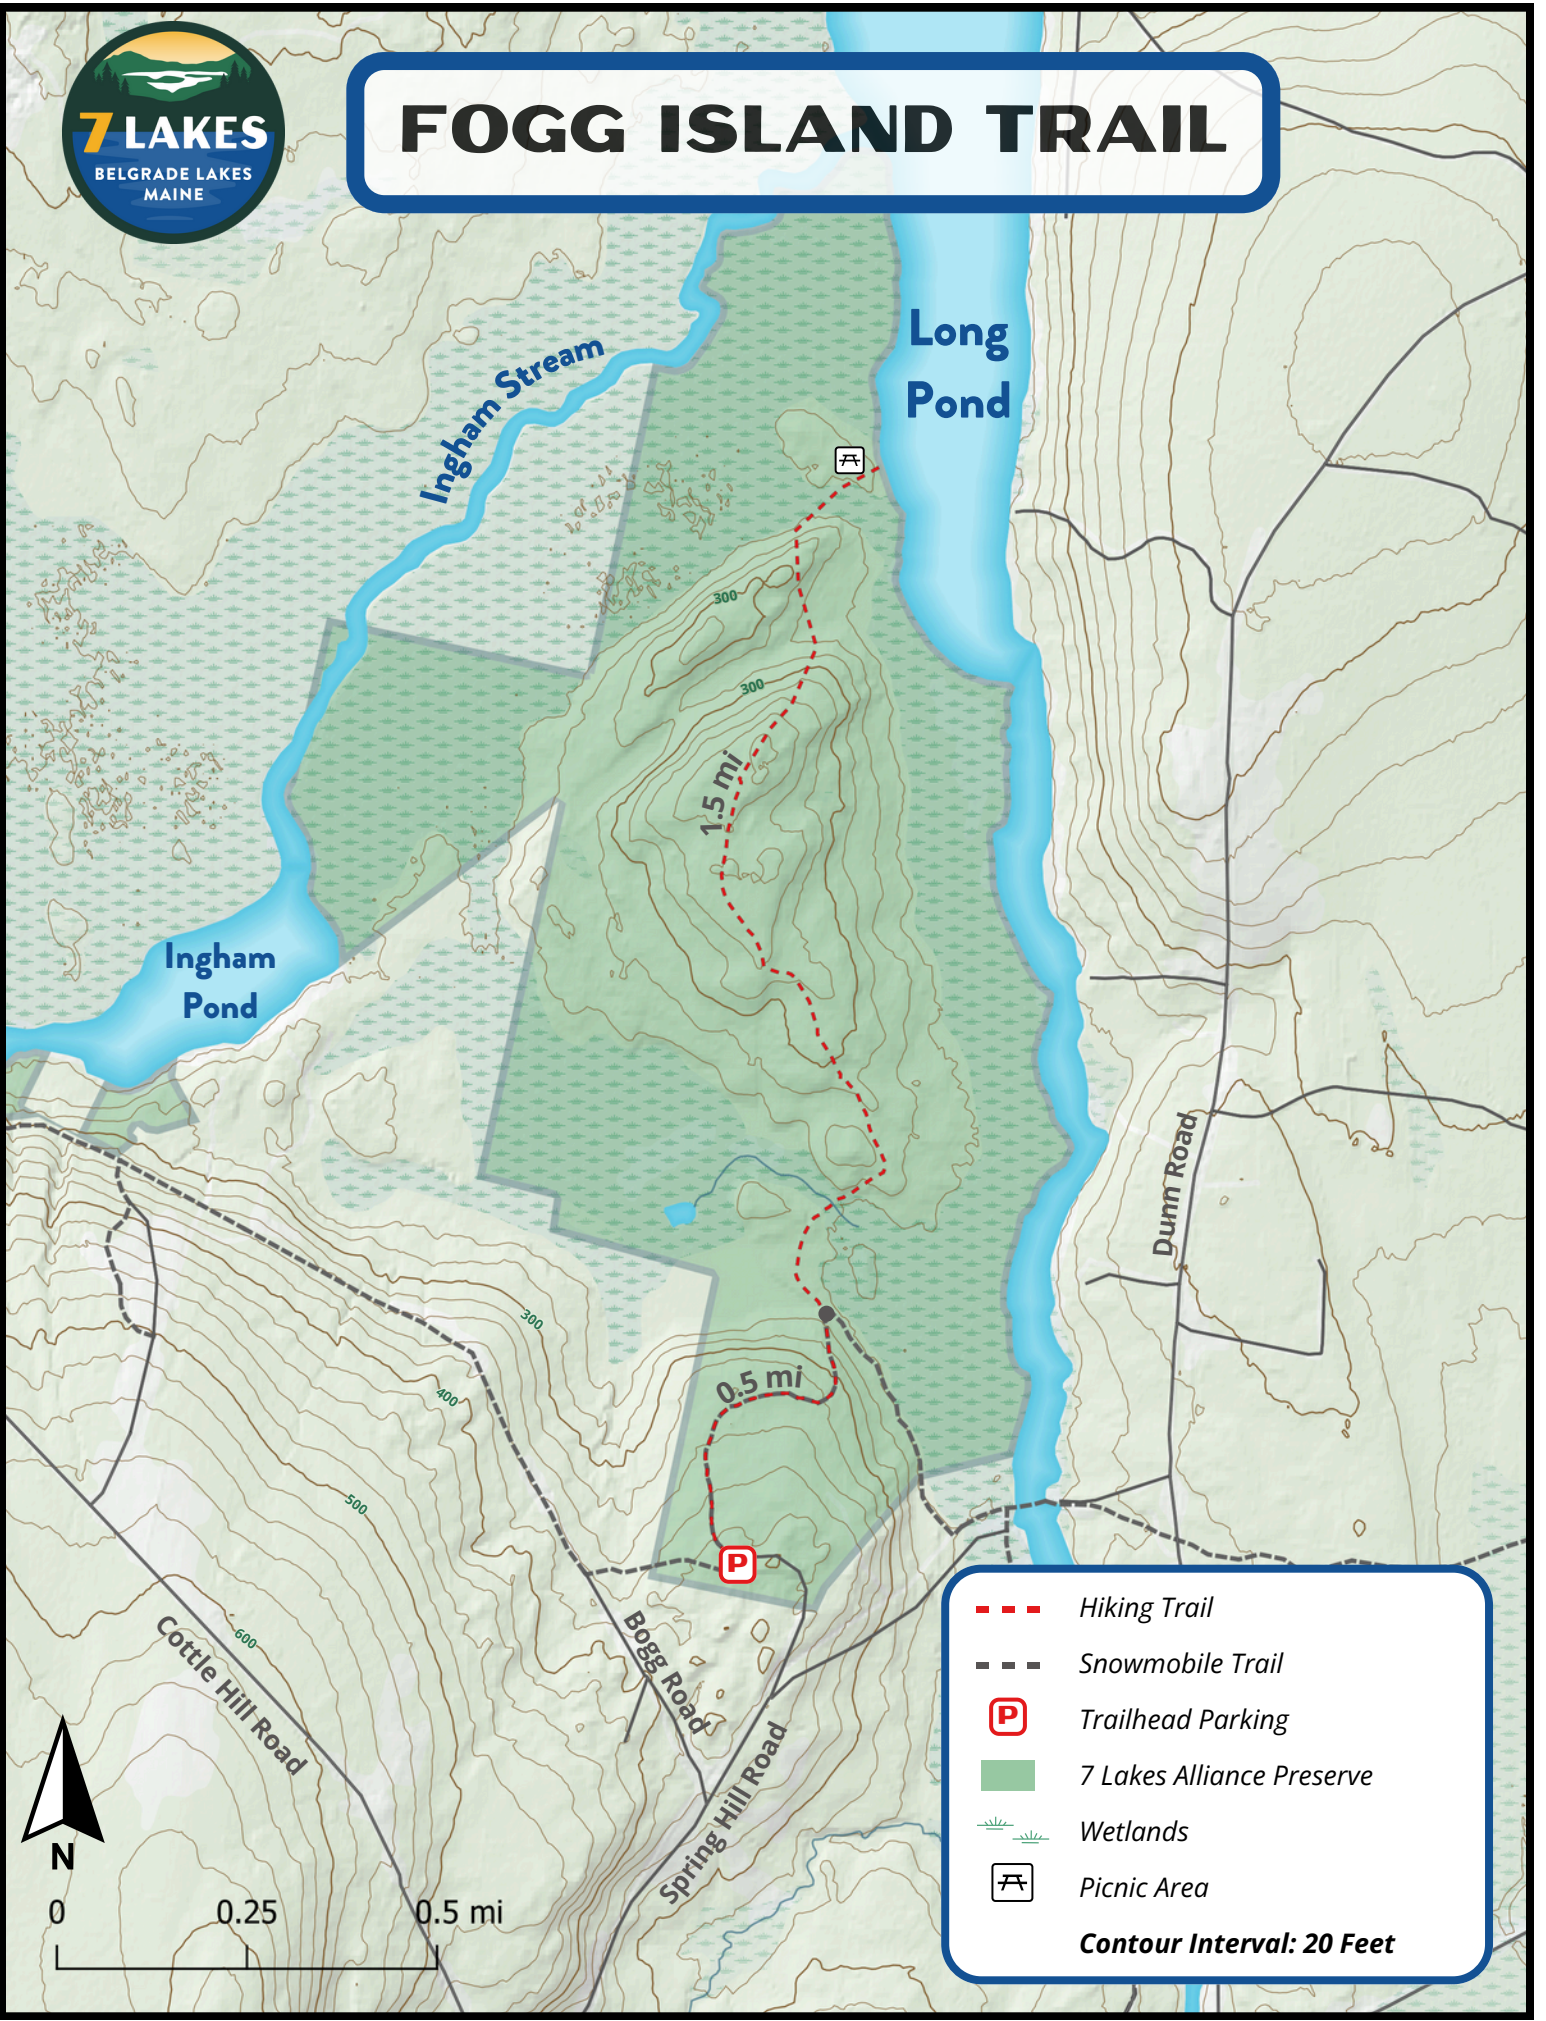 7 LAKES
BELGRADE LAKES
MAINE
FOGG ISLAND TRAIL
Long
Pond
Ingham Stream
300
300
1.5 mi
Ingham
Pond
Dunn Road
300
0.5 mi
400
500
P
600
Cottle Hill Road
Bogg Road
Spring Hill Road
N
0 0.25 0.5 mi
Hiking Trail
Snowmobile Trail
P Trailhead Parking
7 Lakes Alliance Preserve
Wetlands
Picnic Area
Contour Interval: 20 Feet